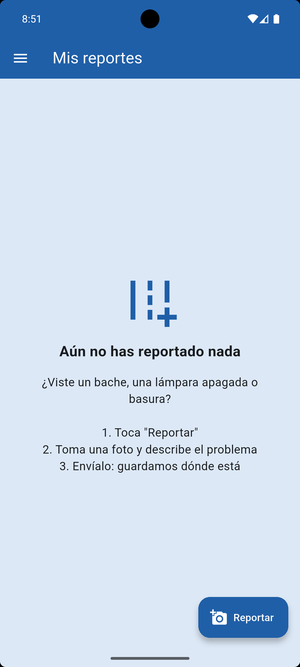 8:51
Mis reportes
Aún no has reportado nada
¿Viste un bache, una lámpara apagada o
basura?
1. Toca "Reportar"
2. Toma una foto y describe el problema
3. Envíalo: guardamos dónde está
Reportar